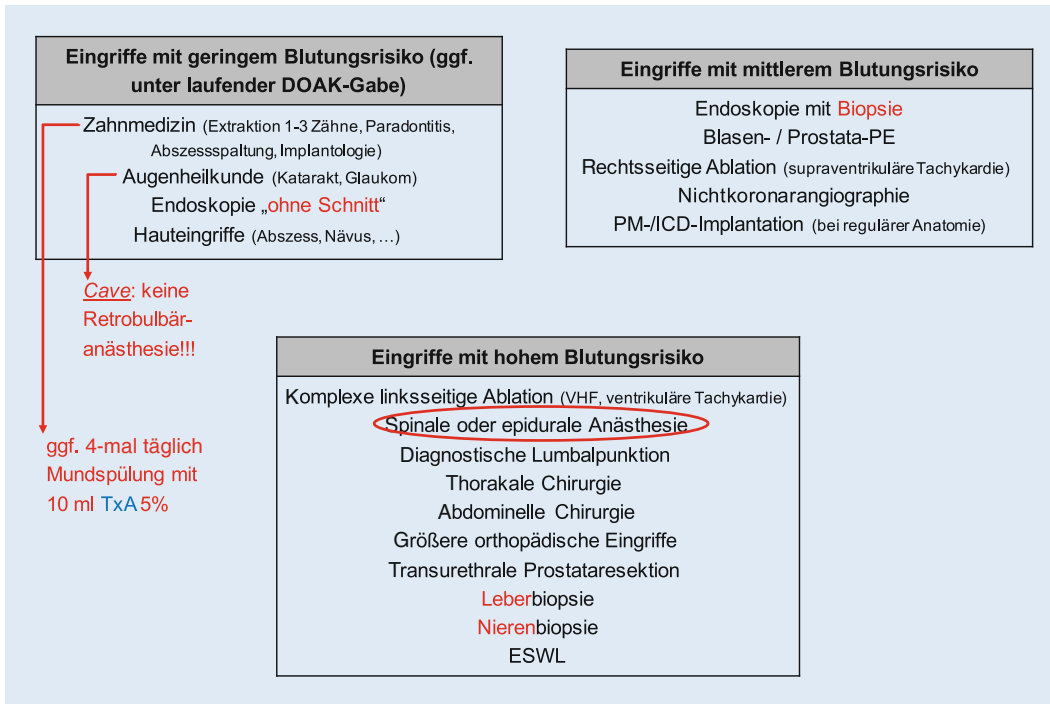 Eingriffe mit geringem Blutungsrisiko (ggf.
unter laufender DOAK-Gabe)
Zahnmedizin (Extraktion 1-3 Zähne, Paradontitis,
Abszessspaltung, Implantologie)
Augenheilkunde (Katarakt, Glaukom)
Endoskopie „ohne Schnitt“
Hauteingriffe (Abszess, Nävus, …)
Cave: keine
Retrobulbär-
anästhesie!!!
ggf. 4-mal täglich
Mundspülung mit
10 ml TxA 5%
Eingriffe mit mittlerem Blutungsrisiko
Endoskopie mit Biopsie
Blasen- / Prostata-PE
Rechtsseitige Ablation (supraventrikuläre Tachykardie)
Nichtkoronarangiographie
PM-/ICD-Implantation (bei regulärer Anatomie)
Eingriffe mit hohem Blutungsrisiko
Komplexe linksseitige Ablation (VHF, ventrikuläre Tachykardie)
Spinale oder epidurale Anästhesie
Diagnostische Lumbalpunktion
Thorakale Chirurgie
Abdominelle Chirurgie
Größere orthopädische Eingriffe
Transurethrale Prostataresektion
Leberbiopsie
Nierenbiopsie
ESWL